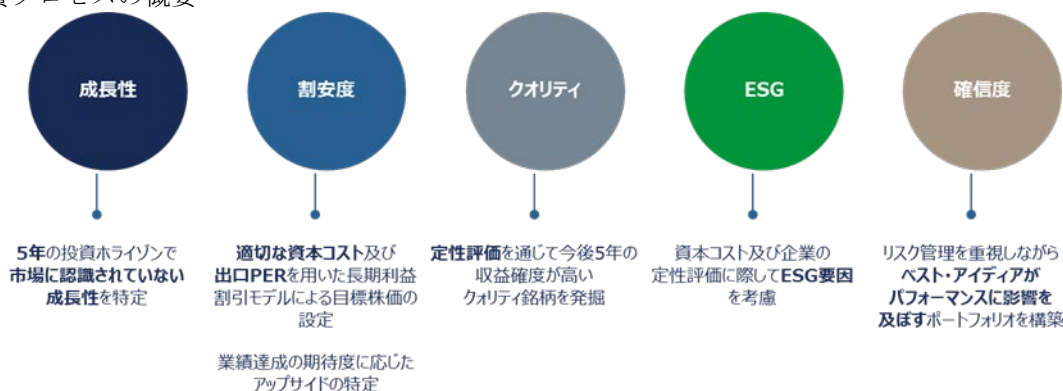 プロセスの概要
成長性
割安度
クオリティ
ESG
確信度
5年の投資ホライゾンで
市場に認識されていない
成長性を特定
適切な資本コスト及び
出口PERを用いた長期利益
割引モデルによる目標株価の
設定
業績達成の期待度に応じた
アップサイドの特定
定性評価を通じて今後5年の
収益確度が高い
クオリティ銘柄を発掘
資本コスト及び企業の
定性評価に際してESG要因
を考慮
リスク管理を重視しながら
ベスト・アイディアが
パフォーマンスに影響を
及ぼすポートフォリオを構築